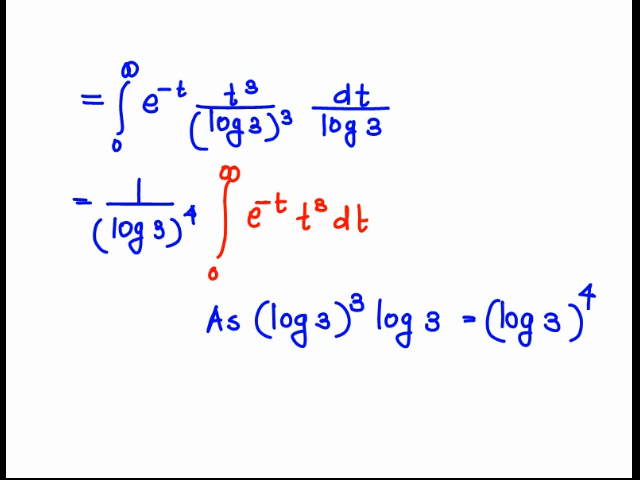 = ∫₀^∞ e^{-t} t³/(log 3)³ dt/log 3
= 1/(log 3)⁴ ∫₀^∞ e^{-t} t³ dt
As (log 3)³ log 3 = (log 3)⁴